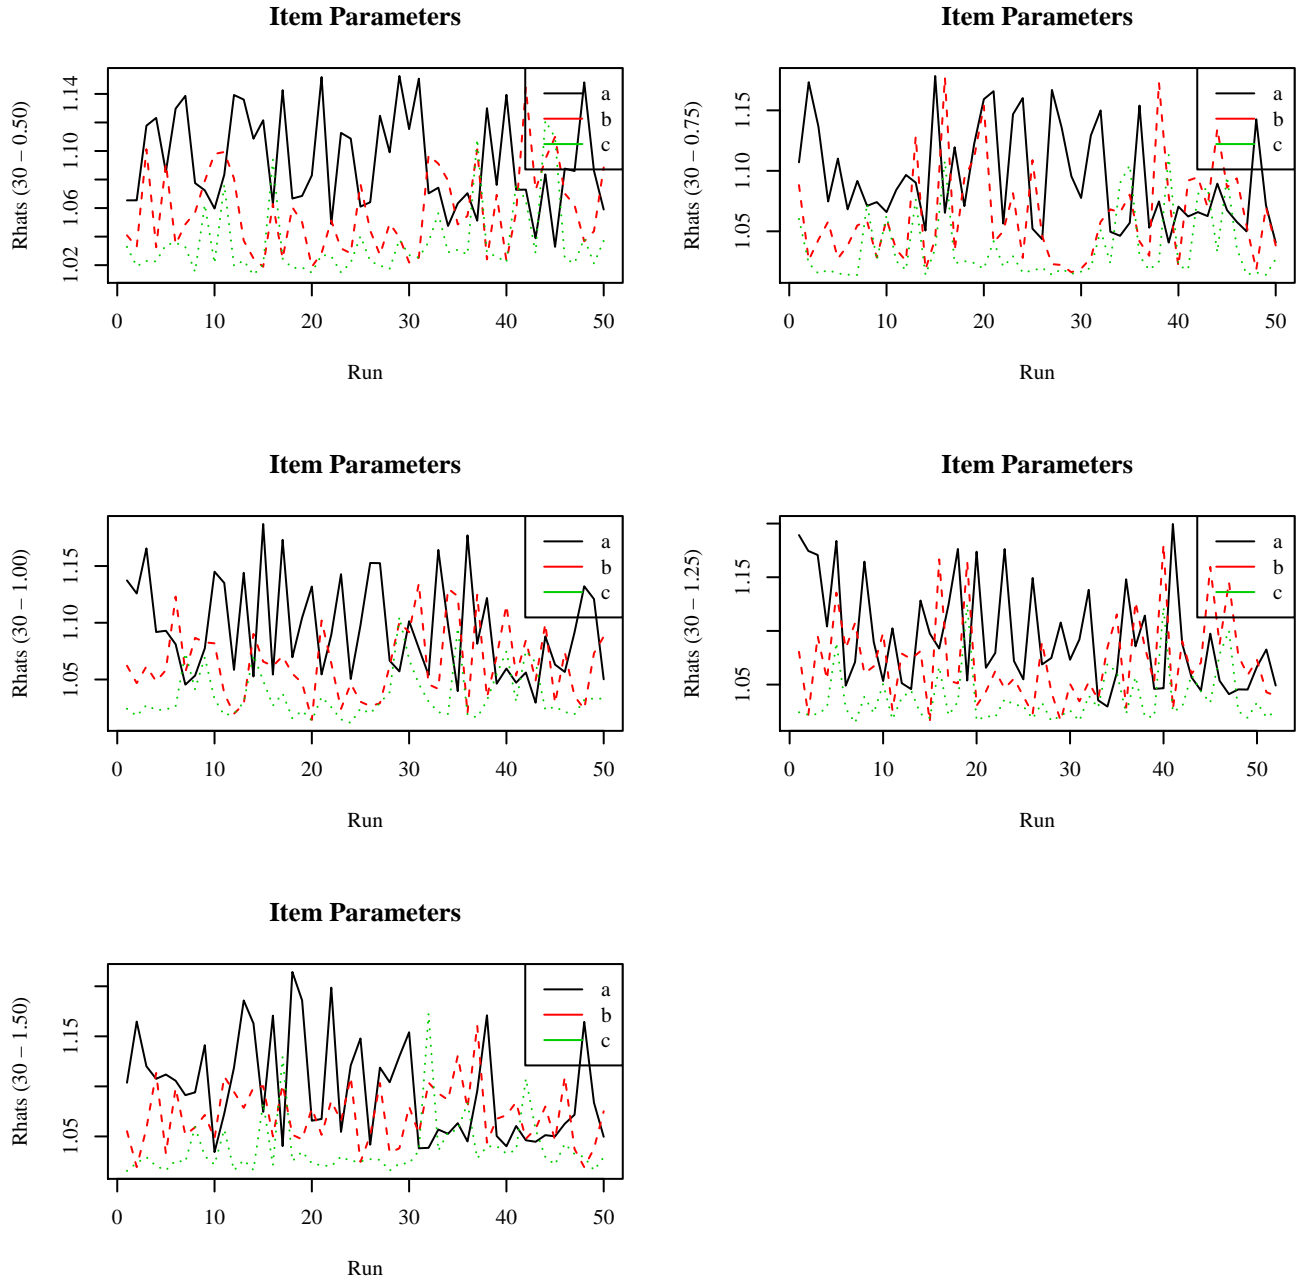 Item Parameters
Rhats (30 − 0.50)
1.02 1.06 1.10 1.14
a
b
c
0 10 20 30 40 50
Run
Item Parameters
Rhats (30 − 0.75)
1.05 1.10 1.15
a
b
c
0 10 20 30 40 50
Run
Item Parameters
Rhats (30 − 1.00)
1.05 1.10 1.15
a
b
c
0 10 20 30 40 50
Run
Item Parameters
Rhats (30 − 1.25)
1.05 1.15
a
b
c
0 10 20 30 40 50
Run
Item Parameters
Rhats (30 − 1.50)
1.05 1.15
a
b
c
0 10 20 30 40 50
Run